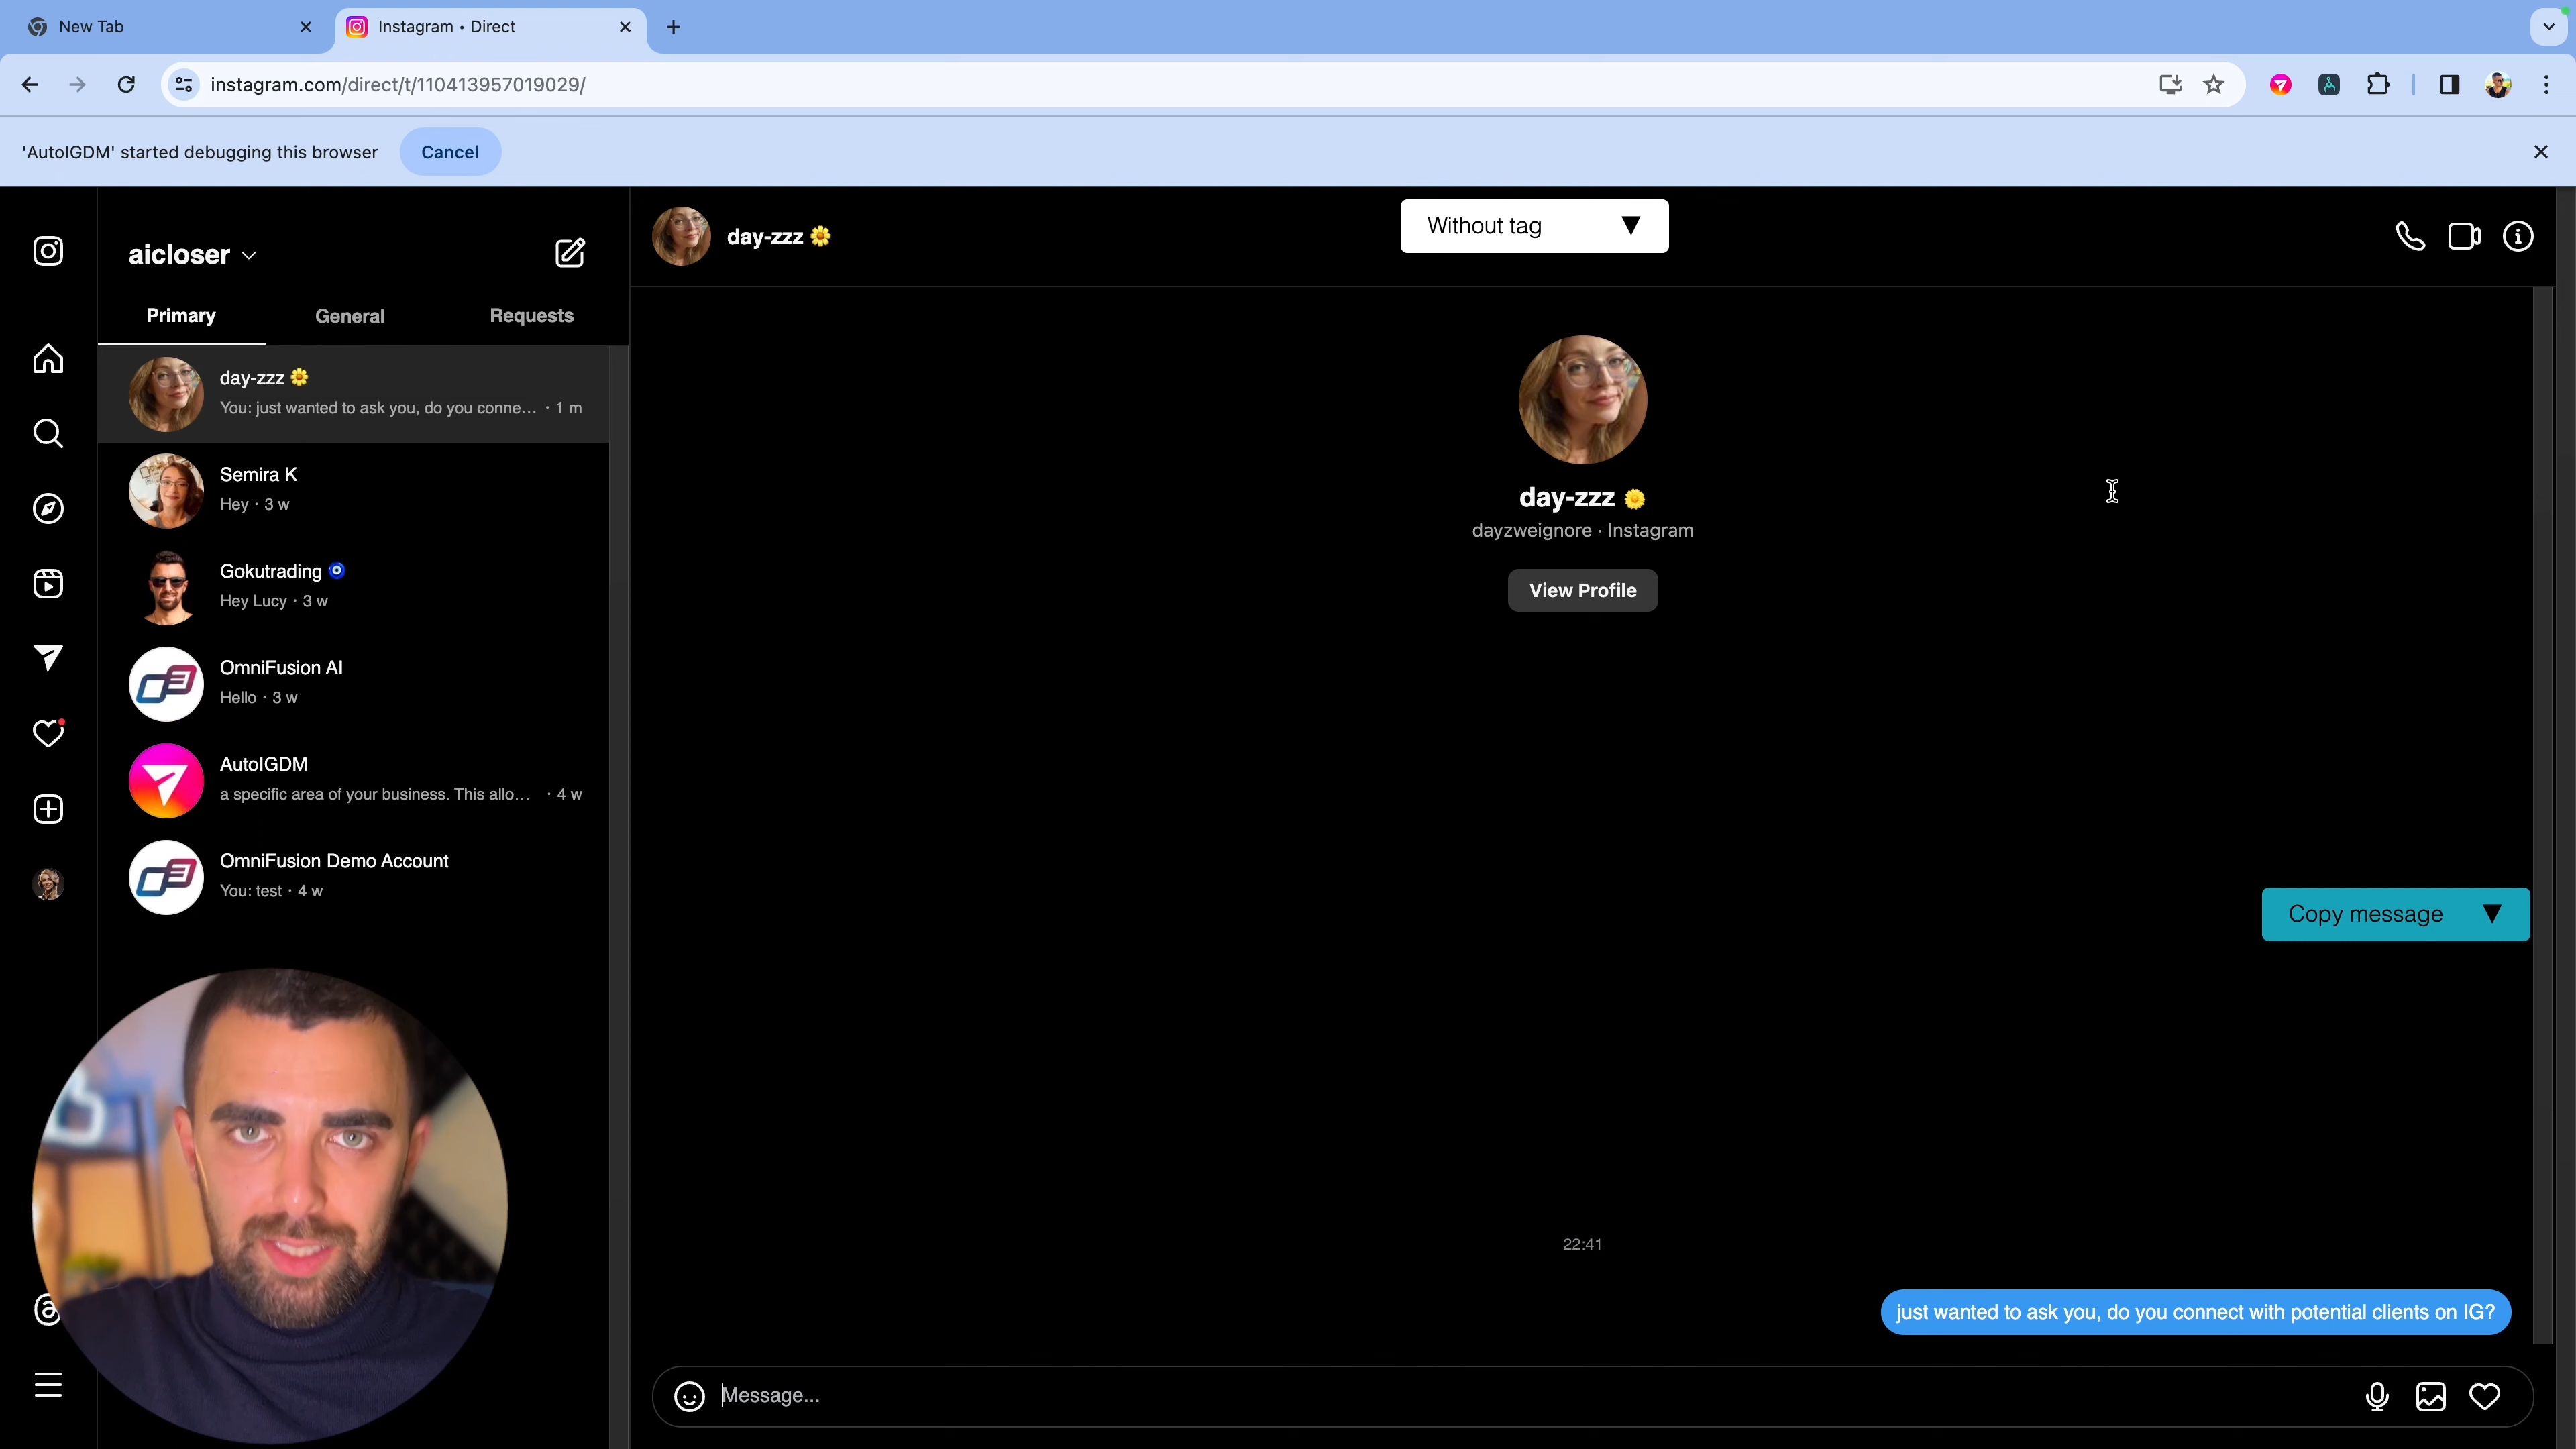 New Tab
Instagram • Direct
instagram.com/direct/t/110413957019029/
'AutoIGDM' started debugging this browser
Cancel
aicloser
Primary
General
Requests
day-zzz 🌼
You: just wanted to ask you, do you conne... · 1 m
Semira K
Hey · 3 w
Gokutrading 🧿
Hey Lucy · 3 w
OmniFusion AI
Hello · 3 w
AutoIGDM
a specific area of your business. This allo... · 4 w
OmniFusion Demo Account
You: test · 4 w
day-zzz 🌼
Without tag ▼
day-zzz 🌼
dayzweignore · Instagram
View Profile
Copy message ▼
22:41
just wanted to ask you, do you connect with potential clients on IG?
Message...